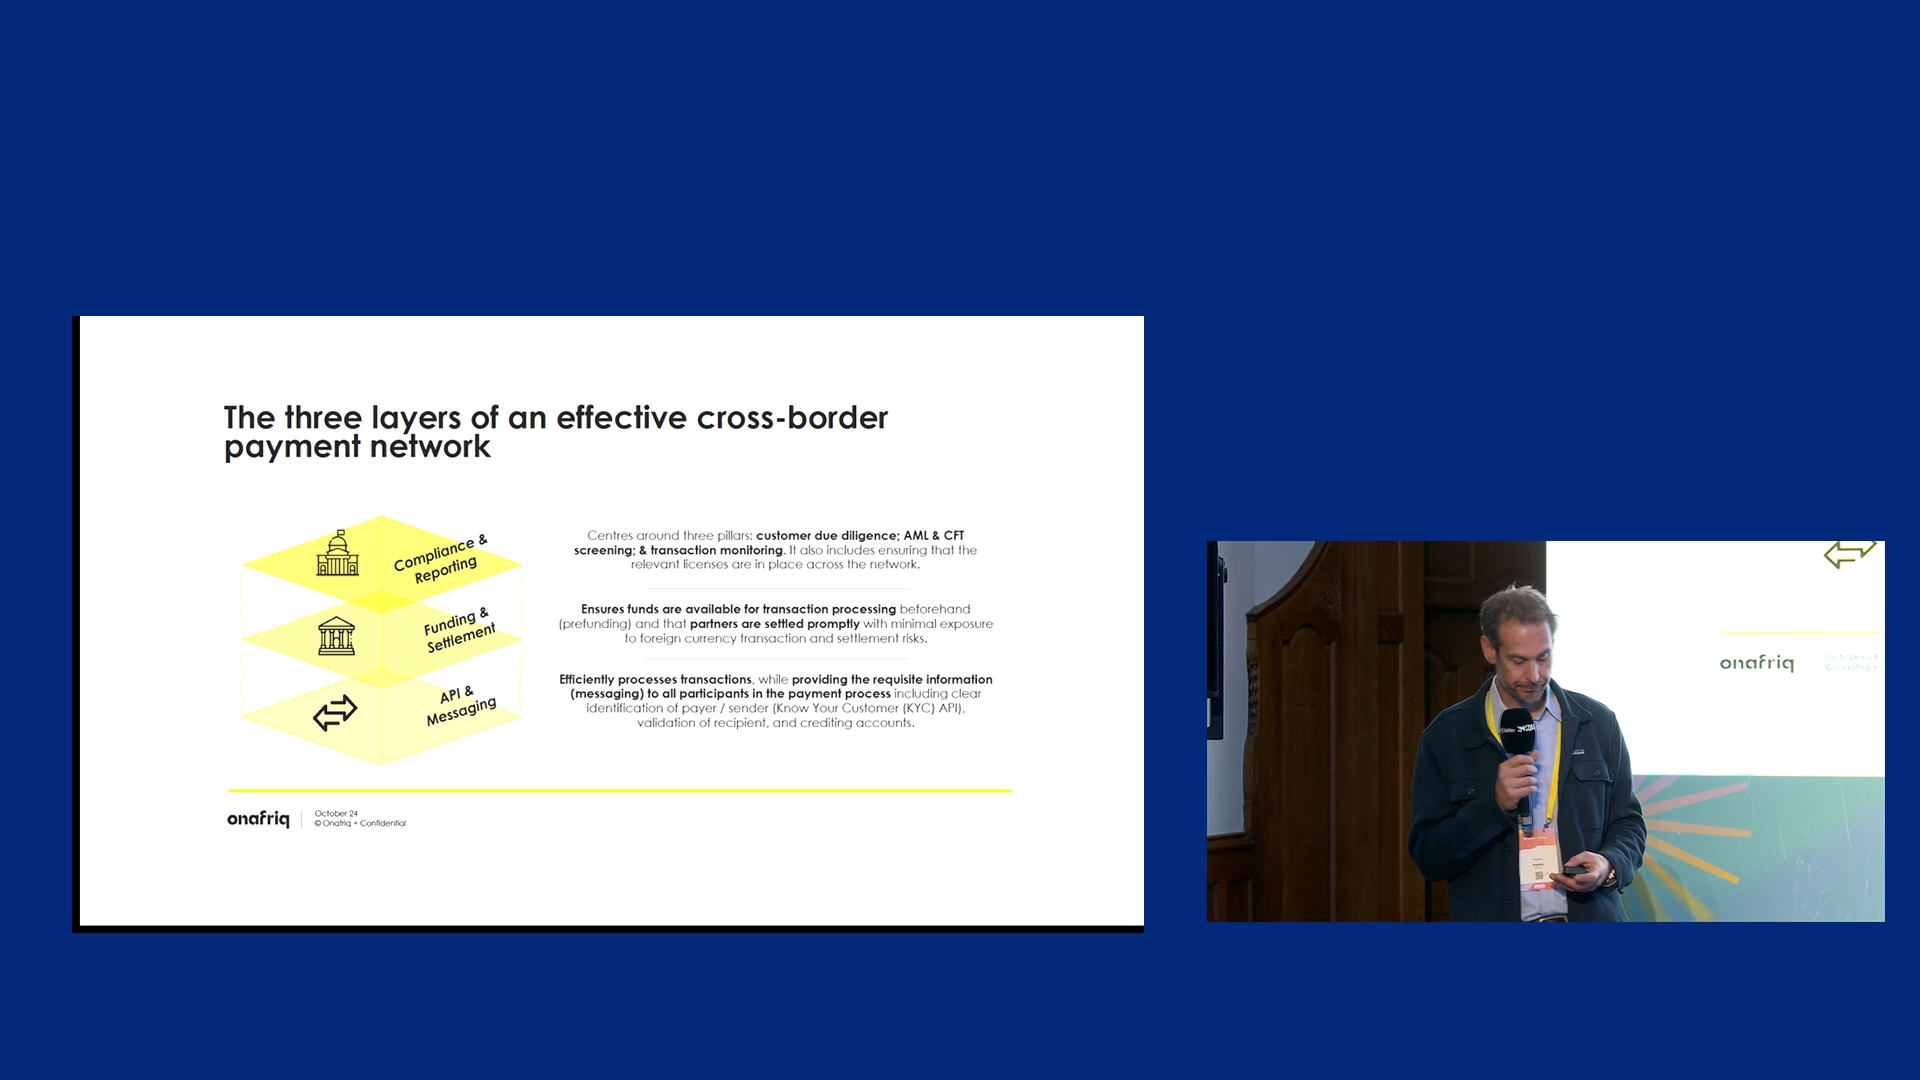 The three layers of an effective cross-border
payment network
Compliance &
Reporting
Centres around three pillars: customer due diligence; AML & CFT
screening; & transaction monitoring. It also includes ensuring that the
relevant licenses are in place across the network.
Funding &
Settlement
Ensures funds are available for transaction processing beforehand
(prefunding) and that partners are settled promptly with minimal exposure
to foreign currency transaction and settlement risks.
API &
Messaging
Efficiently processes transactions, while providing the requisite information
(messaging) to all participants in the payment process including clear
identification of payer / sender (Know Your Customer (KYC) API),
validation of recipient, and crediting accounts.
onafriq
October 24
© Onafriq + Confidential
onafriq
October 24